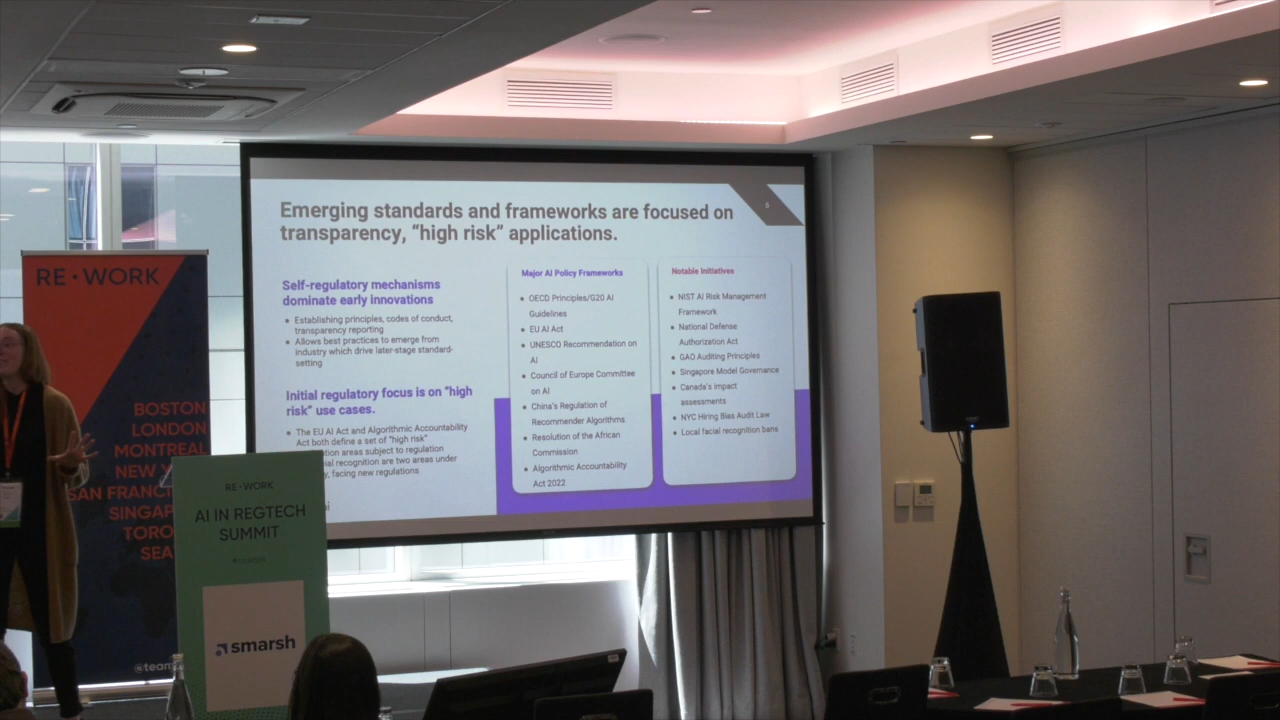 RE•WORK
BOSTON
LONDON
MONTREAL
NEW
SAN FRANC
SINGAP
TORO
SEA
@team
RE•WORK
AI IN REGTECH
SUMMIT
smarsh
6
Emerging standards and frameworks are focused on
transparency, “high risk” applications.
Self-regulatory mechanisms
dominate early innovations
• Establishing principles, codes of conduct,
transparency reporting
• Allows best practices to emerge from
industry which drive later-stage standard-
setting
Initial regulatory focus is on “high
risk” use cases.
• The EU AI Act and Algorithmic Accountability
Act both define a set of “high risk”
tion areas subject to regulation
ial recognition are two areas under
y, facing new regulations
Major AI Policy Frameworks
• OECD Principles/G20 AI
Guidelines
• EU AI Act
• UNESCO Recommendation on
AI
• Council of Europe Committee
on AI
• China's Regulation of
Recommender Algorithms
• Resolution of the African
Commission
• Algorithmic Accountability
Act 2022
Notable Initiatives
• NIST AI Risk Management
Framework
• National Defense
Authorization Act
• GAO Auditing Principles
• Singapore Model Governance
• Canada's impact
assessments
• NYC Hiring Bias Audit Law
• Local facial recognition bans